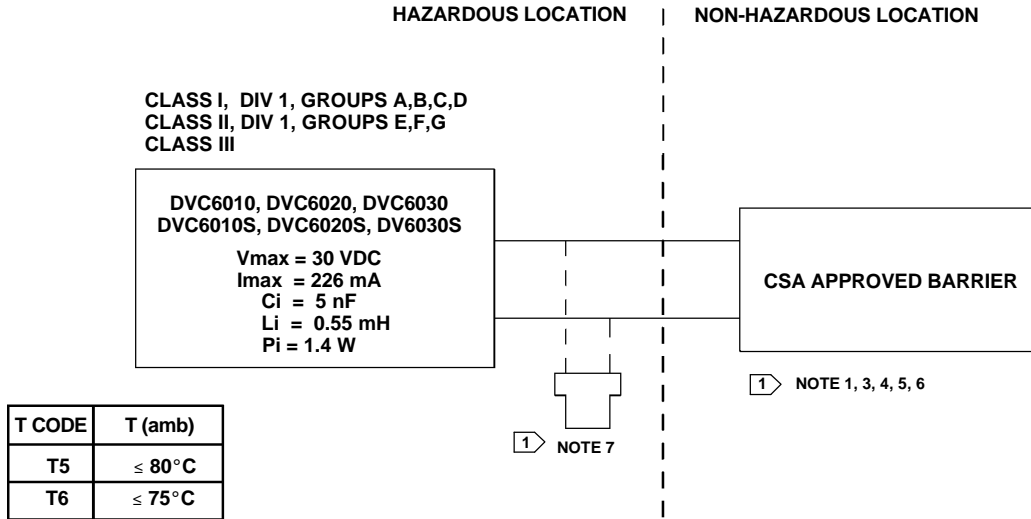 HAZARDOUS LOCATION
NON-HAZARDOUS LOCATION
CLASS I, DIV 1, GROUPS A,B,C,D
CLASS II, DIV 1, GROUPS E,F,G
CLASS III
DVC6010, DVC6020, DVC6030
DVC6010S, DVC6020S, DV6030S
Vmax = 30 VDC
Imax = 226 mA
Ci = 5 nF
Li = 0.55 mH
Pi = 1.4 W
CSA APPROVED BARRIER
1 NOTE 1, 3, 4, 5, 6
1 NOTE 7
T CODE T (amb)
T5 ≤ 80°C
T6 ≤ 75°C